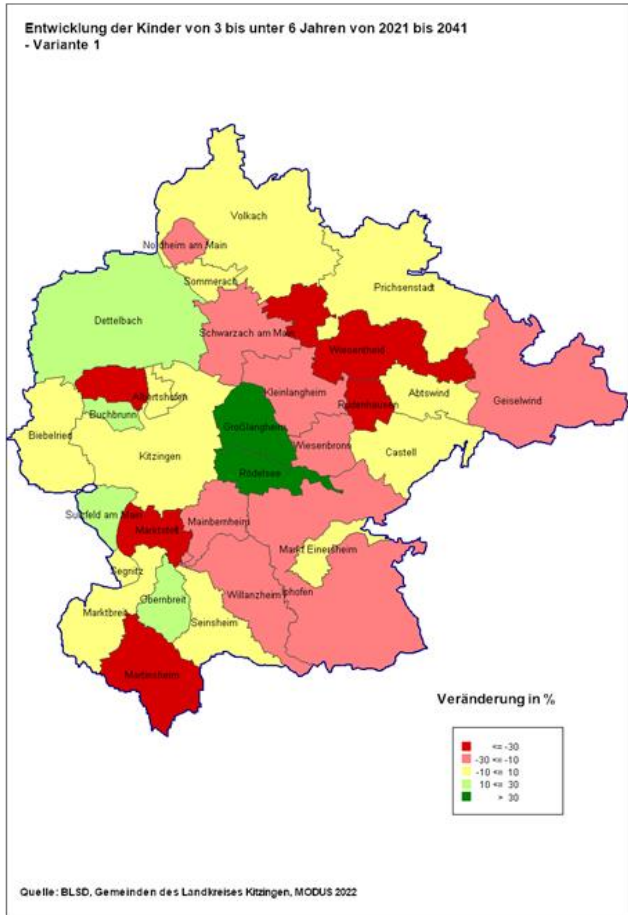 Entwicklung der Kinder von 3 bis unter 6 Jahren von 2021 bis 2041
- Variante 1
Volkach
Nordheim am Main
Sommerach
Prichsenstadt
Dettelbach
Schwarzach am Main
Wiesentheid
Kleinlangheim
Rüdenhausen
Abtswind
Geiselwind
Albertshofen
Buchbrunn
Großlangheim
Wiesenbronn
Biebelried
Kitzingen
Castell
Rödelsee
Sulzfeld am Main
Marktsteft
Mainbernheim
Markt Einersheim
Segnitz
Willanzheim
Iphofen
Obernbreit
Marktbreit
Seinsheim
Martinsheim
Veränderung in %
<= -30
-30 <= -10
-10 <= 10
10 <= 30
> 30
Quelle: BLSD, Gemeinden des Landkreises Kitzingen, MODUS 2022